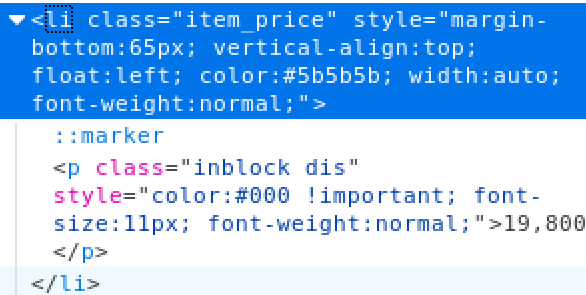 <li class="item_price" style="margin-
bottom:65px; vertical-align:top;
float:left; color:#5b5b5b; width:auto;
font-weight:normal;">
::marker
<p class="inblock dis"
style="color:#000 !important; font-
size:11px; font-weight:normal;">19,800
</p>
</li>